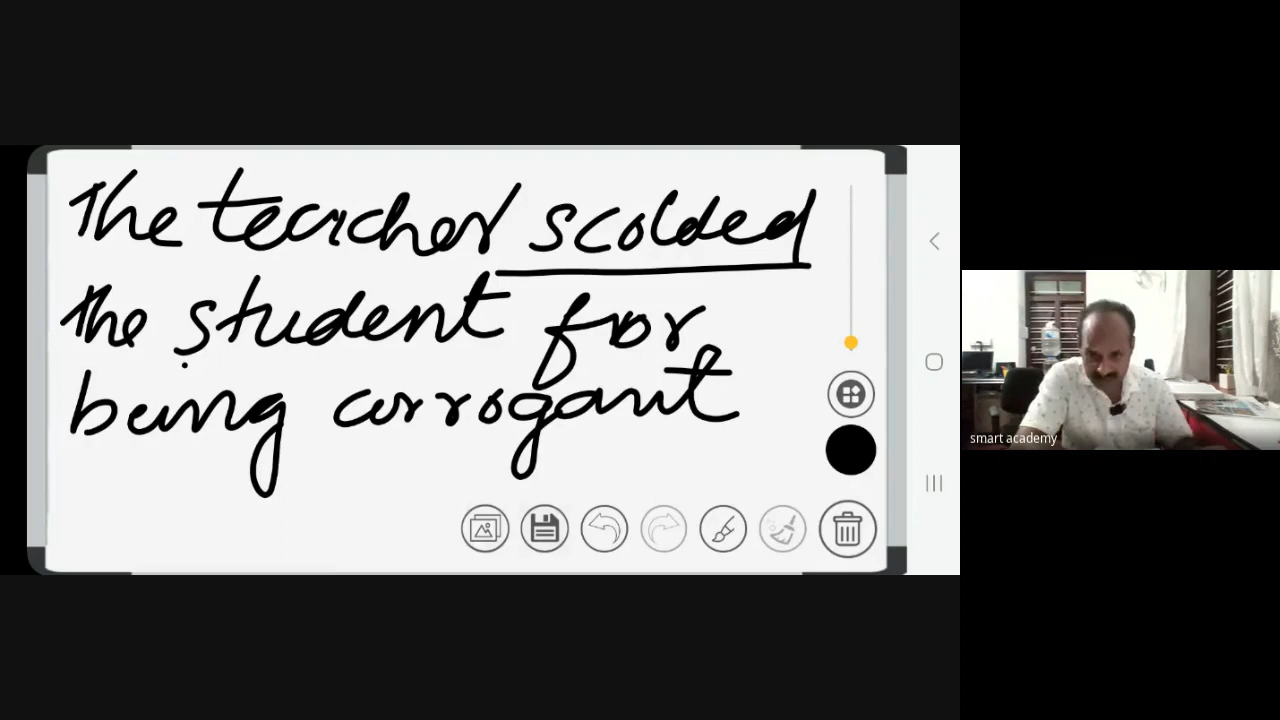 The teacher scolded
the student for
being arrogant
smart academy